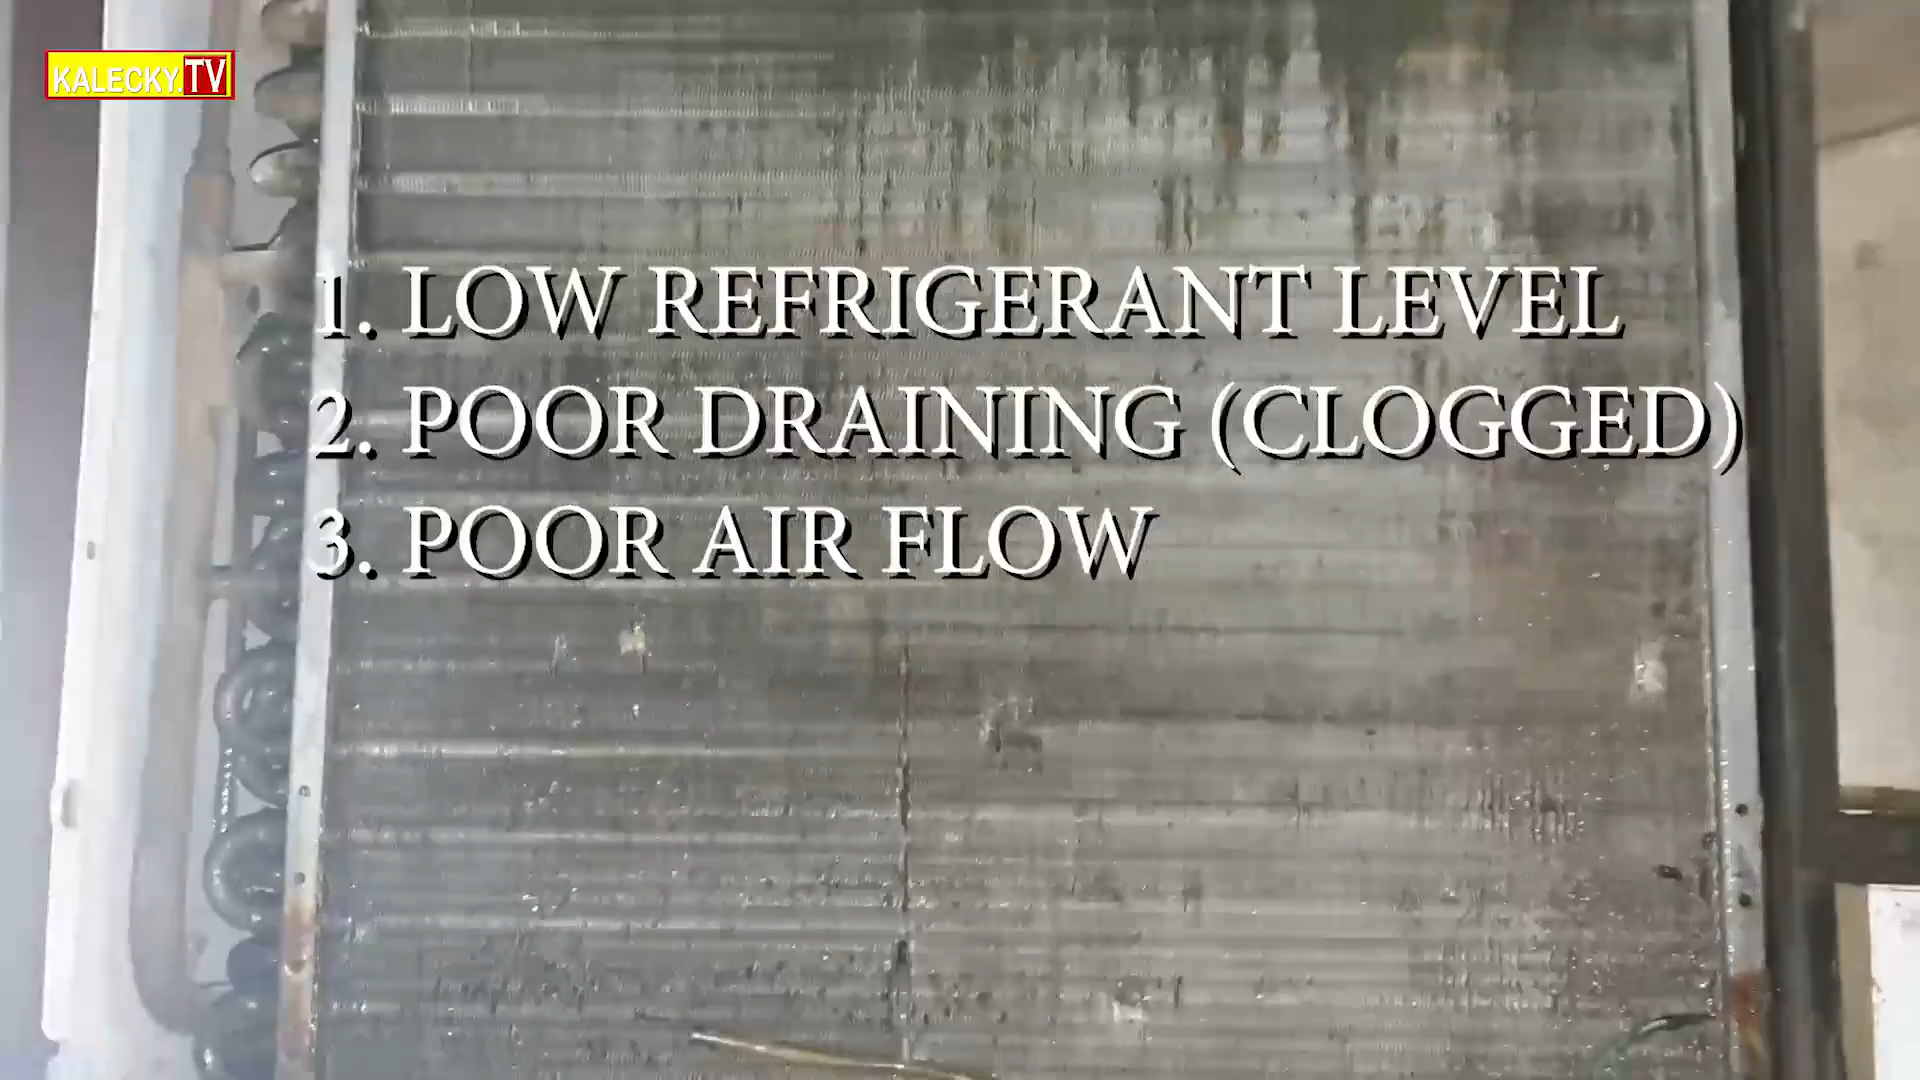 KALECKY.TV
1. LOW REFRIGERANT LEVEL
2. POOR DRAINING (CLOGGED)
3. POOR AIR FLOW